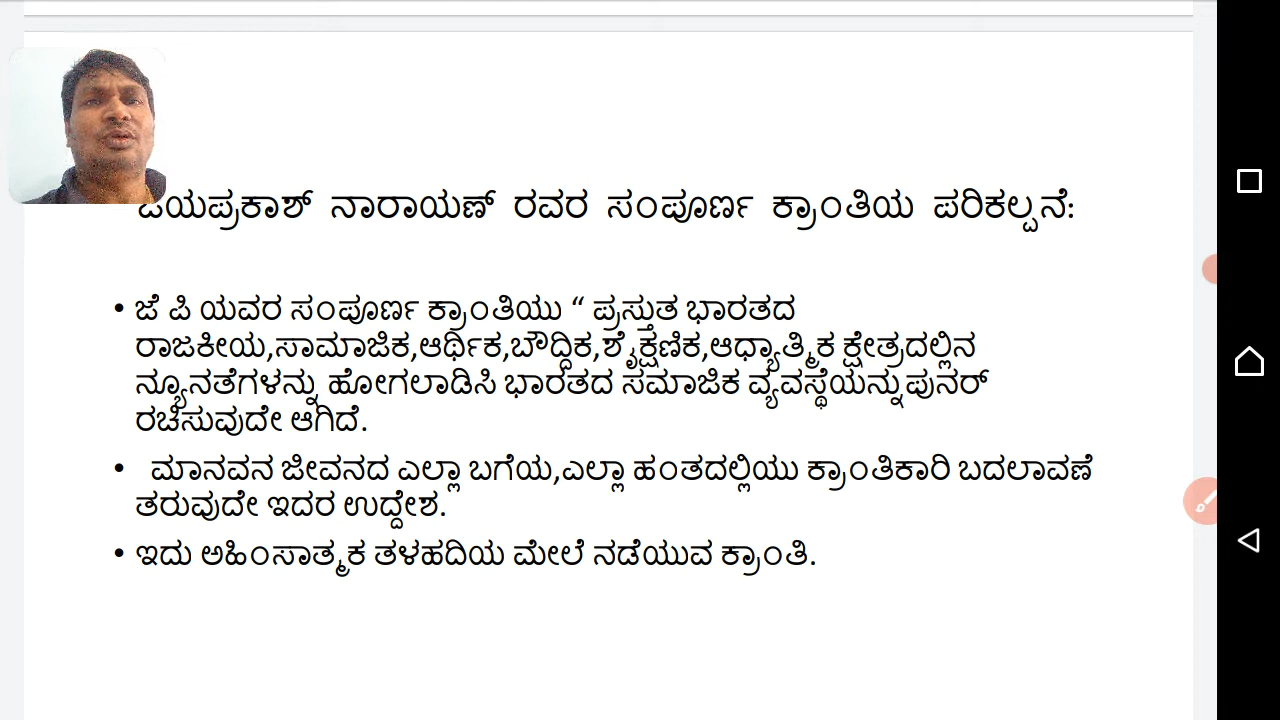 ಜಯಪ್ರಕಾಶ್ ನಾರಾಯಣ್ ರವರ ಸಂಪೂರ್ಣ ಕ್ರಾಂತಿಯ ಪರಿಕಲ್ಪನೆ:
• ಜೆ ಪಿ ಯವರ ಸಂಪೂರ್ಣ ಕ್ರಾಂತಿಯು “ ಪ್ರಸ್ತುತ ಭಾರತದ
ರಾಜಕೀಯ,ಸಾಮಾಜಿಕ,ಆರ್ಥಿಕ,ಬೌದ್ಧಿಕ,ಶೈಕ್ಷಣಿಕ,ಆಧ್ಯಾತ್ಮಿಕ ಕ್ಷೇತ್ರದಲ್ಲಿನ
ನ್ಯೂನತೆಗಳನ್ನು ಹೋಗಲಾಡಿಸಿ ಭಾರತದ ಸಮಾಜಿಕ ವ್ಯವಸ್ಥೆಯನ್ನುಪುನರ್
ರಚಿಸುವುದೇ ಆಗಿದೆ.
• ಮಾನವನ ಜೀವನದ ಎಲ್ಲಾ ಬಗೆಯ,ಎಲ್ಲಾ ಹಂತದಲ್ಲಿಯು ಕ್ರಾಂತಿಕಾರಿ ಬದಲಾವಣೆ
ತರುವುದೇ ಇದರ ಉದ್ದೇಶ.
• ಇದು ಅಹಿಂಸಾತ್ಮಕ ತಳಹದಿಯ ಮೇಲೆ ನಡೆಯುವ ಕ್ರಾಂತಿ.